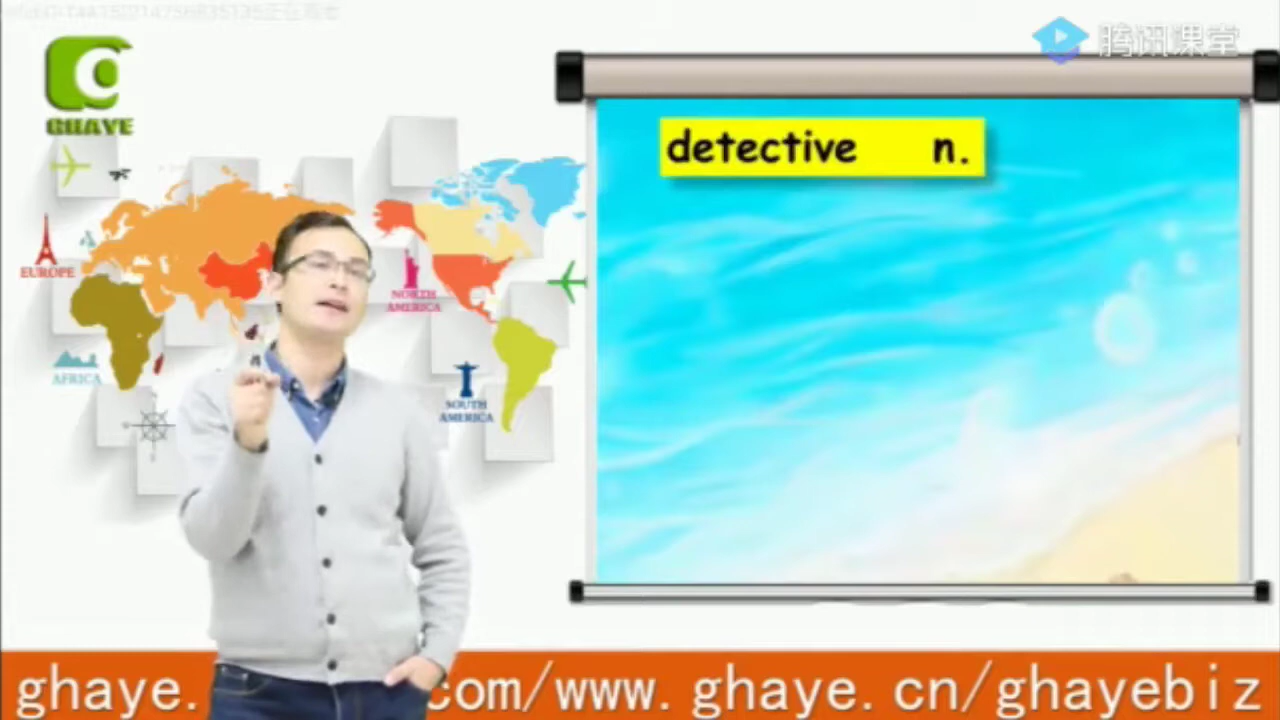 腾讯课堂
GHAYE
detective n.
EUROPE
NORTH
AMERICA
AFRICA
SOUTH
AMERICA
ghaye. com/www.ghaye.cn/ghayebiz